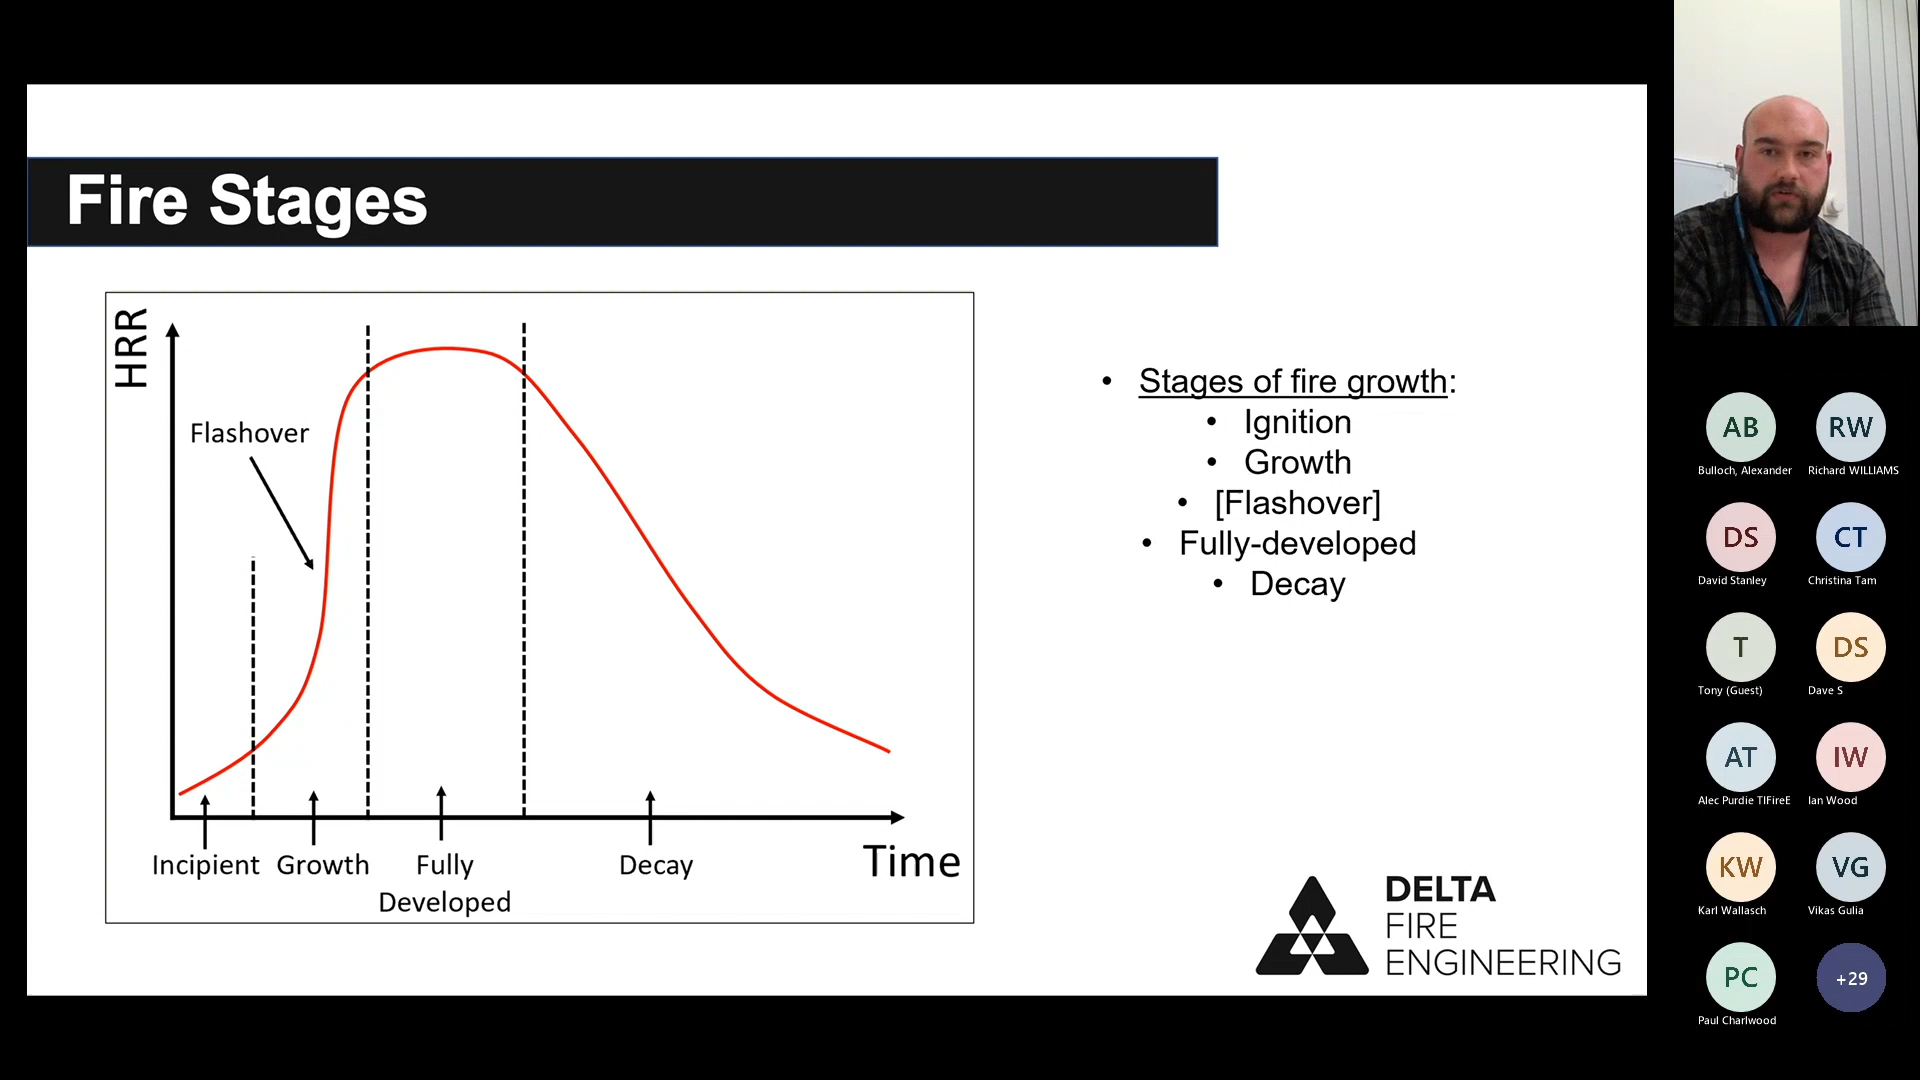 Fire Stages
HRR
Flashover
Incipient
Growth
Fully
Developed
Decay
Time
• Stages of fire growth:
• Ignition
• Growth
• [Flashover]
• Fully-developed
• Decay
DELTA
FIRE
ENGINEERING
AB
Bulloch, Alexander
RW
Richard WILLIAMS
DS
David Stanley
CT
Christina Tam
T
Tony (Guest)
DS
Dave S
AT
Alec Purdie TIFireE
IW
Ian Wood
KW
Karl Wallasch
VG
Vikas Gulia
PC
Paul Charlwood
+29